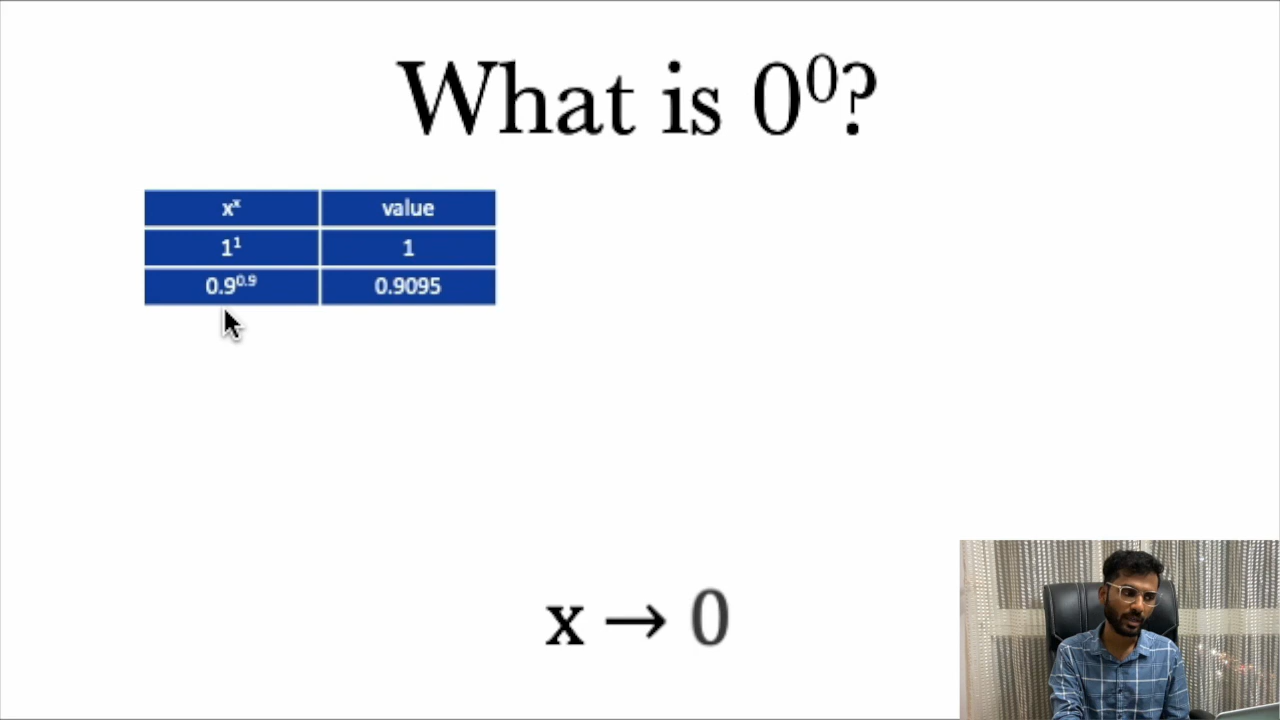 What is 0⁰?
xˣ value
1¹ 1
0.9⁰·⁹ 0.9095
x → 0